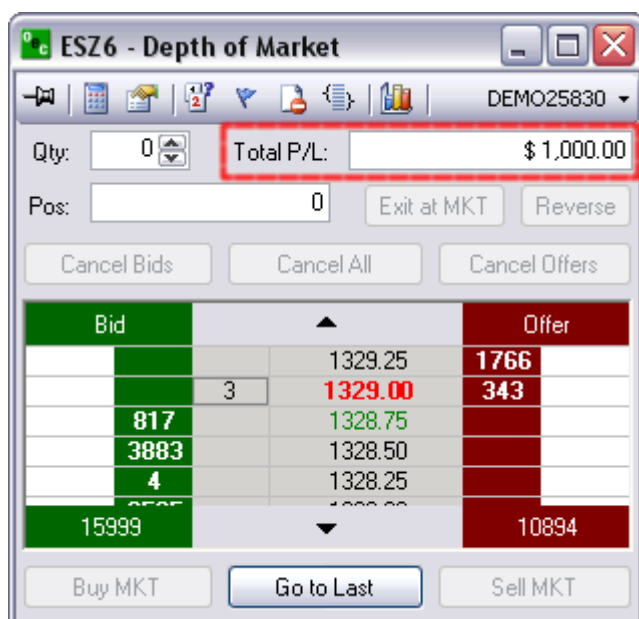 ESZ6 - Depth of Market
DEMO25830
Qty: 0 Total P/L: $ 1,000.00
Pos: 0 Exit at MKT Reverse
Cancel Bids Cancel All Cancel Offers
Bid Offer
1329.25 1766
3 1329.00 343
817 1328.75
3883 1328.50
4 1328.25
15999 10894
Buy MKT Go to Last Sell MKT